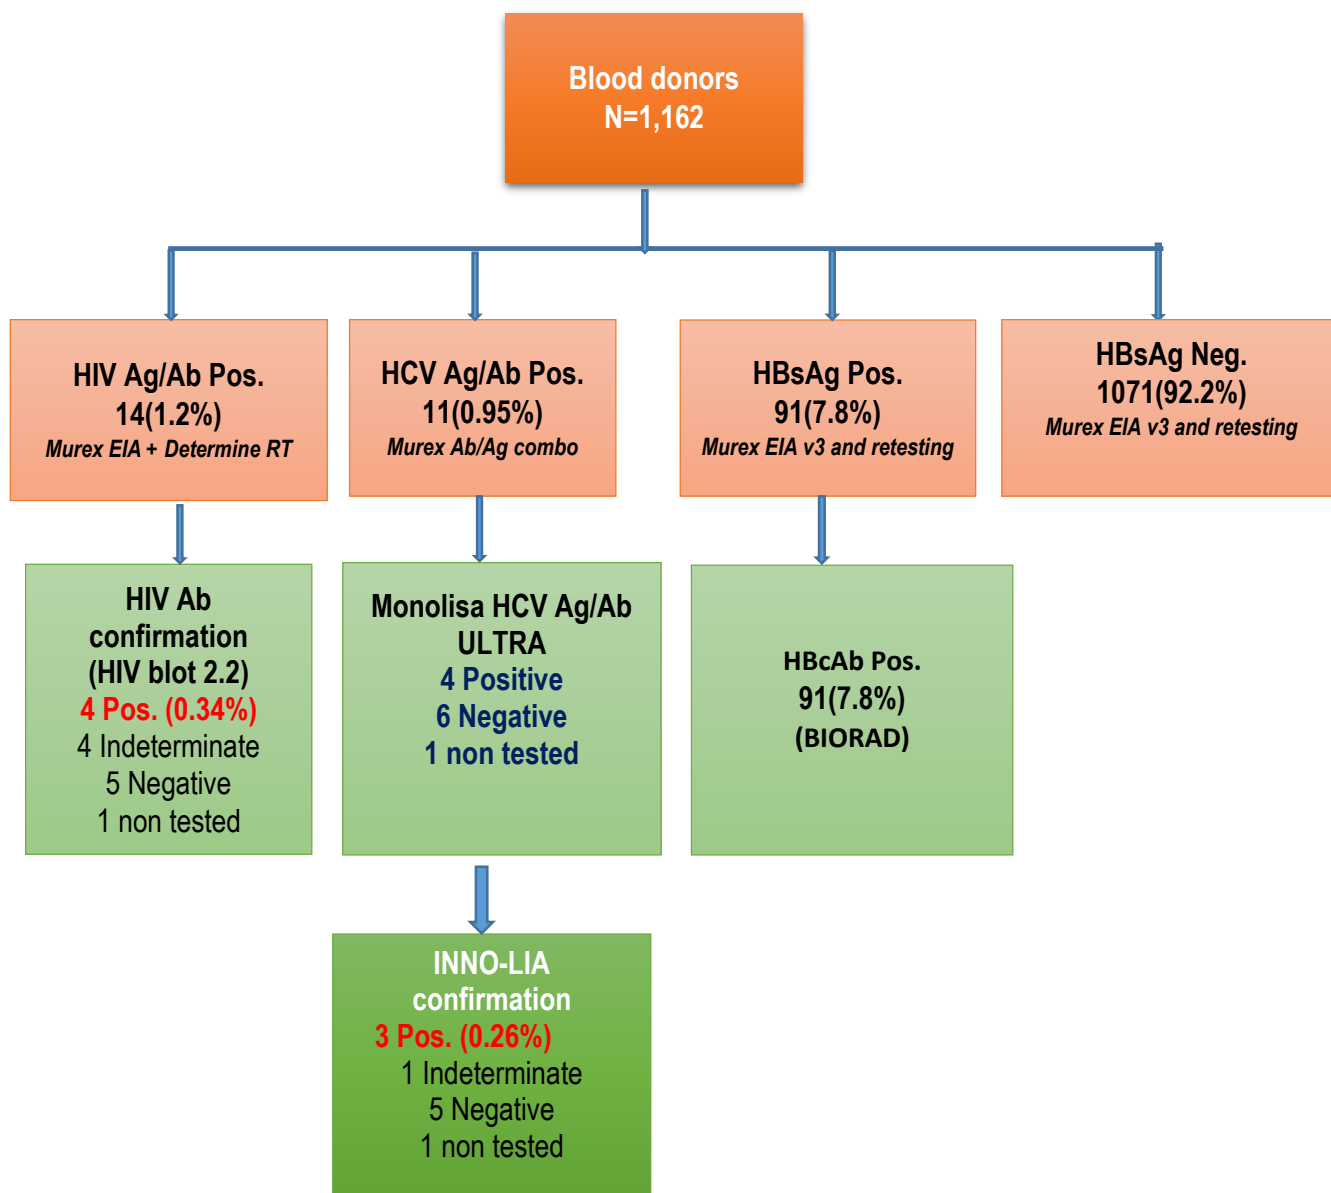 Blood donors
N=1,162
HIV Ag/Ab Pos.
14(1.2%)
Murex EIA + Determine RT
HCV Ag/Ab Pos.
11(0.95%)
Murex Ab/Ag combo
HBsAg Pos.
91(7.8%)
Murex EIA v3 and retesting
HBsAg Neg.
1071(92.2%)
Murex EIA v3 and retesting
HIV Ab
confirmation
(HIV blot 2.2)
4 Pos. (0.34%)
4 Indeterminate
5 Negative
1 non tested
Monolisa HCV Ag/Ab
ULTRA
4 Positive
6 Negative
1 non tested
HBcAb Pos.
91(7.8%)
(BIORAD)
INNO-LIA
confirmation
3 Pos. (0.26%)
1 Indeterminate
5 Negative
1 non tested